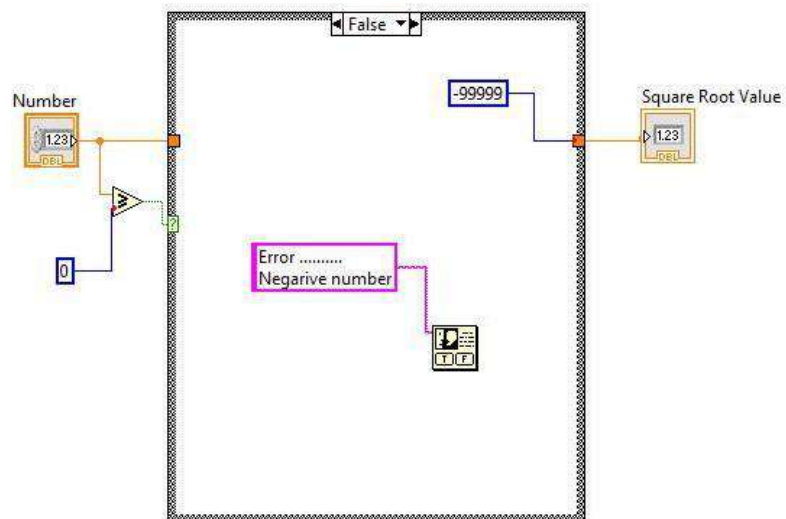 False
-99999
Number
Square Root Value
1.23
DBL
1.23
DBL
?
0
Error ..........
Negarive number
T F